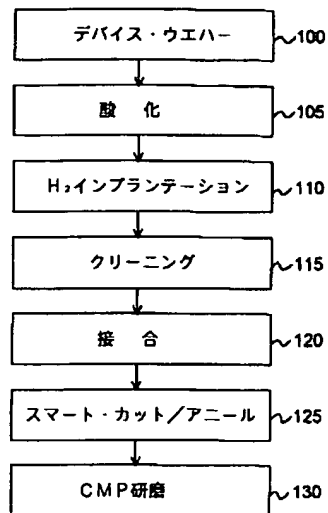 デバイス・ウエハー 100
酸化 105
H₂インプランテーション 110
クリーニング 115
接合 120
スマート・カット/アニール 125
CMP研磨 130